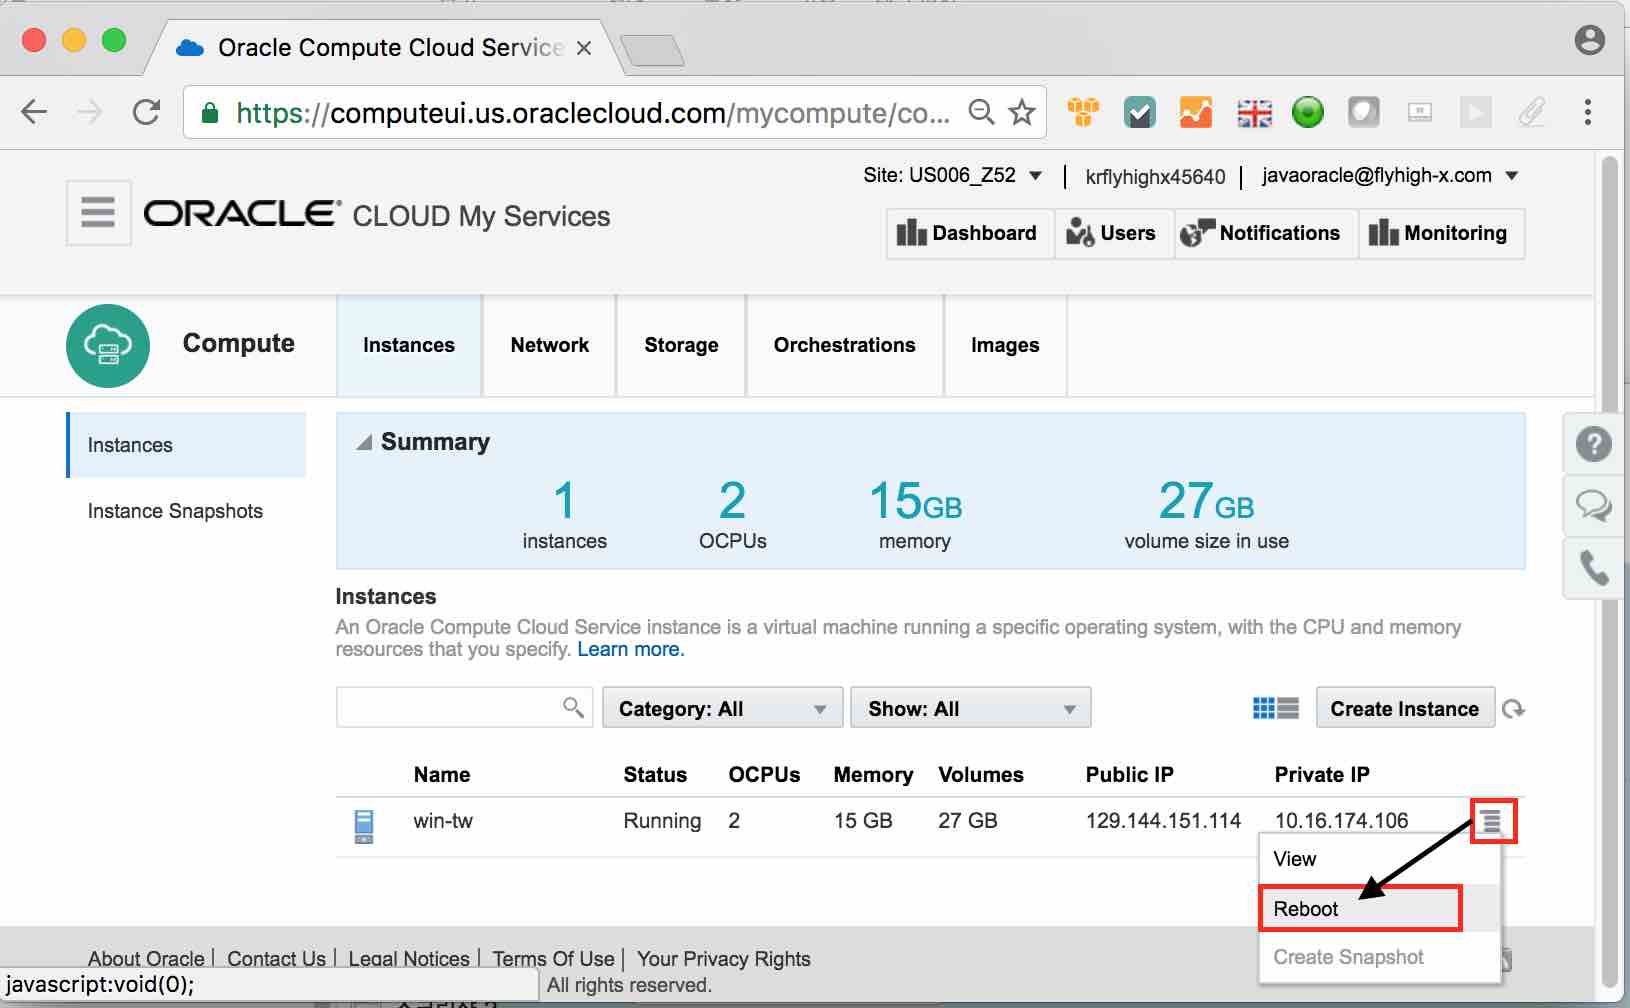 Oracle Compute Cloud Service
https://computeui.us.oraclecloud.com/mycompute/co...
Site: US006_Z52 | krflyhighx45640 | javaoracle@flyhigh-x.com
ORACLE® CLOUD My Services
Dashboard Users Notifications Monitoring
Compute Instances Network Storage Orchestrations Images
Instances
Instance Snapshots
Summary
1 2 15GB 27GB
instances OCPUs memory volume size in use
Instances
An Oracle Compute Cloud Service instance is a virtual machine running a specific operating system, with the CPU and memory
resources that you specify. Learn more.
Category: All Show: All Create Instance
Name Status OCPUs Memory Volumes Public IP Private IP
win-tw Running 2 15 GB 27 GB 129.144.151.114 10.16.174.106
View
Reboot
Create Snapshot
About Oracle | Contact Us | Legal Notices | Terms Of Use | Your Privacy Rights
javascript:void(0); All rights reserved.